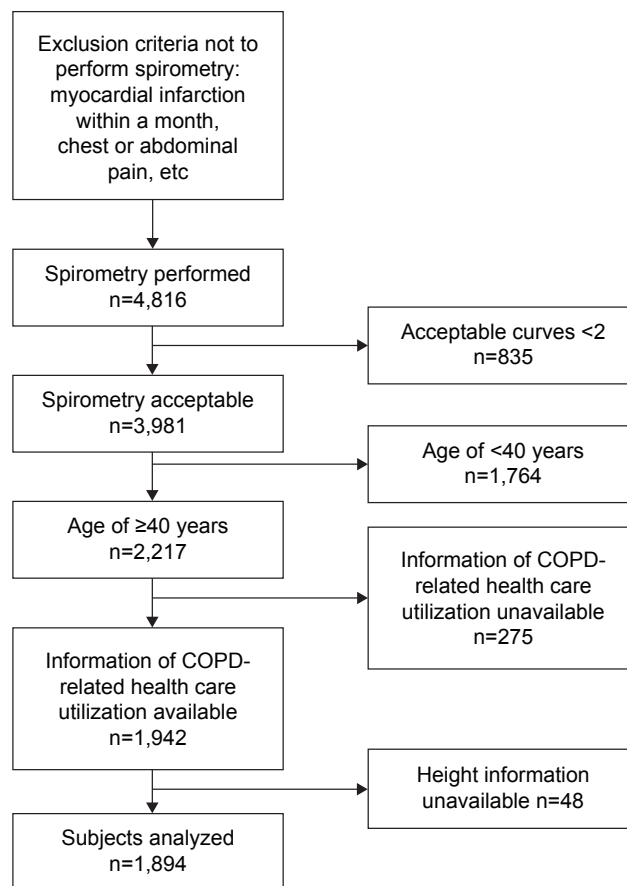 Exclusion criteria not to
perform spirometry:
myocardial infarction
within a month,
chest or abdominal
pain, etc
Spirometry performed
n=4,816
Acceptable curves <2
n=835
Spirometry acceptable
n=3,981
Age of <40 years
n=1,764
Age of ≥40 years
n=2,217
Information of COPD-
related health care
utilization unavailable
n=275
Information of COPD-
related health care
utilization available
n=1,942
Height information
unavailable n=48
Subjects analyzed
n=1,894